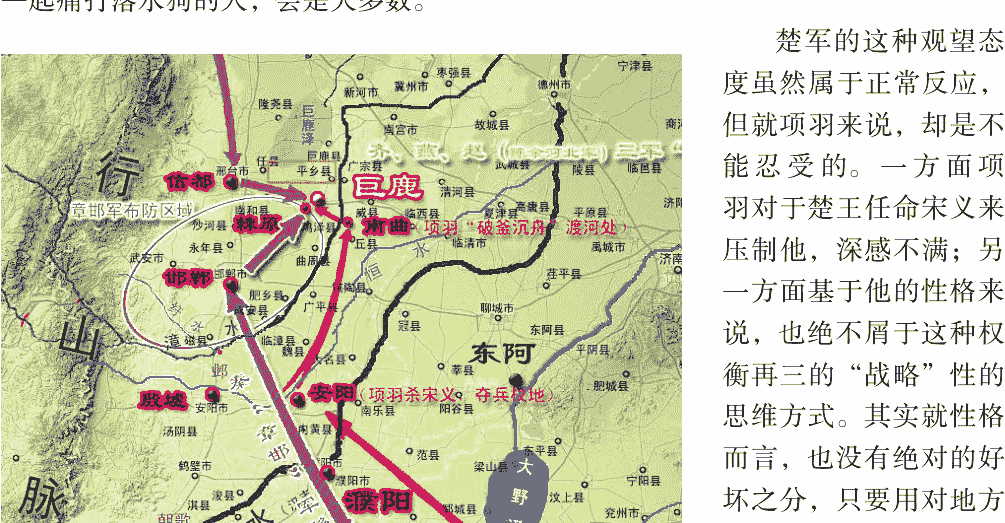 一起痛打落水狗的人，会是大多数。
楚军的这种观望态
度虽然属于正常反应，
但就项羽来说，却是不
能忍受的。一方面项
羽对于楚王任命宋义来
压制他，深感不满；另
一方面基于他的性格来
说，也绝不屑于这种权
衡再三的“战略”性的
思维方式。其实就性格
而言，也没有绝对的好
坏之分，只要用对地方
宁津县
枣强县
冀州市
德州市
新河市
隆尧县
巨鹿泽
南宫市
故城县
任县
巨鹿县
广宗县
武城县
陵县
临邑县
行
邢台市
平乡县
信都
巨鹿
清河县
章邯军布防区域
南和县
威县
临西县
夏津县
高唐县
平原县
棘原
沙河县
南曲
（项羽“破釜沉舟”渡河处）
永年县
丘县
临清市
禹城市
武安市
曲周县
恒水
济南
邯郸
邯郸市
茌平县
肥乡县
广平县
聊城市
成安县
冠县
山
漳水
磁县
临漳县
魏县
大名县
东阿县
东阿
莘县
平阴县
殷墟
安阳市
安阳
（项羽杀宋义、夺兵权地）
肥城县
南乐县
阳谷县
汤阴县
内黄县
范县
东平县
鹤壁市
濮阳市
梁山县
大野泽
宁阳县
脉
浚县
濮阳
汶上县
淇县
朝歌
郓城县
兖州市